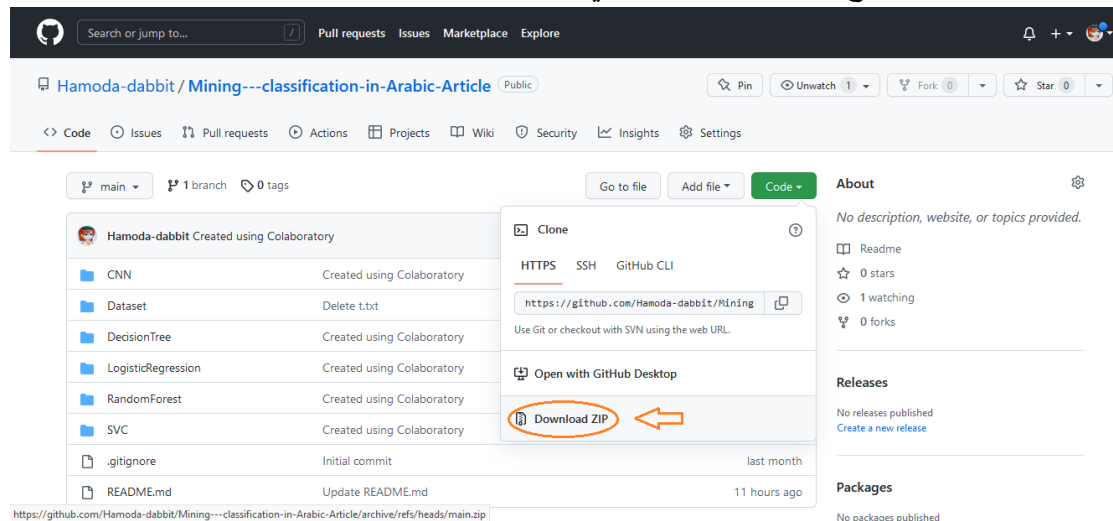 Search or jump to... / Pull requests Issues Marketplace Explore
Hamoda-dabbit / Mining---classification-in-Arabic-Article Public Pin Unwatch 1 Fork 0 Star 0
Code Issues Pull requests Actions Projects Wiki Security Insights Settings
main 1 branch 0 tags Go to file Add file Code
Hamoda-dabbit Created using Colaboratory
CNN Created using Colaboratory
Dataset Delete t.txt
DecisionTree Created using Colaboratory
LogisticRegression Created using Colaboratory
RandomForest Created using Colaboratory
SVC Created using Colaboratory
.gitignore Initial commit last month
README.md Update README.md 11 hours ago
Clone
HTTPS SSH GitHub CLI
https://github.com/Hamoda-dabbit/Mining
Use Git or checkout with SVN using the web URL.
Open with GitHub Desktop
Download ZIP
About
No description, website, or topics provided.
Readme
0 stars
1 watching
0 forks
Releases
No releases published
Create a new release
Packages
No packages published
https://github.com/Hamoda-dabbit/Mining---classification-in-Arabic-Article/archive/refs/heads/main.zip